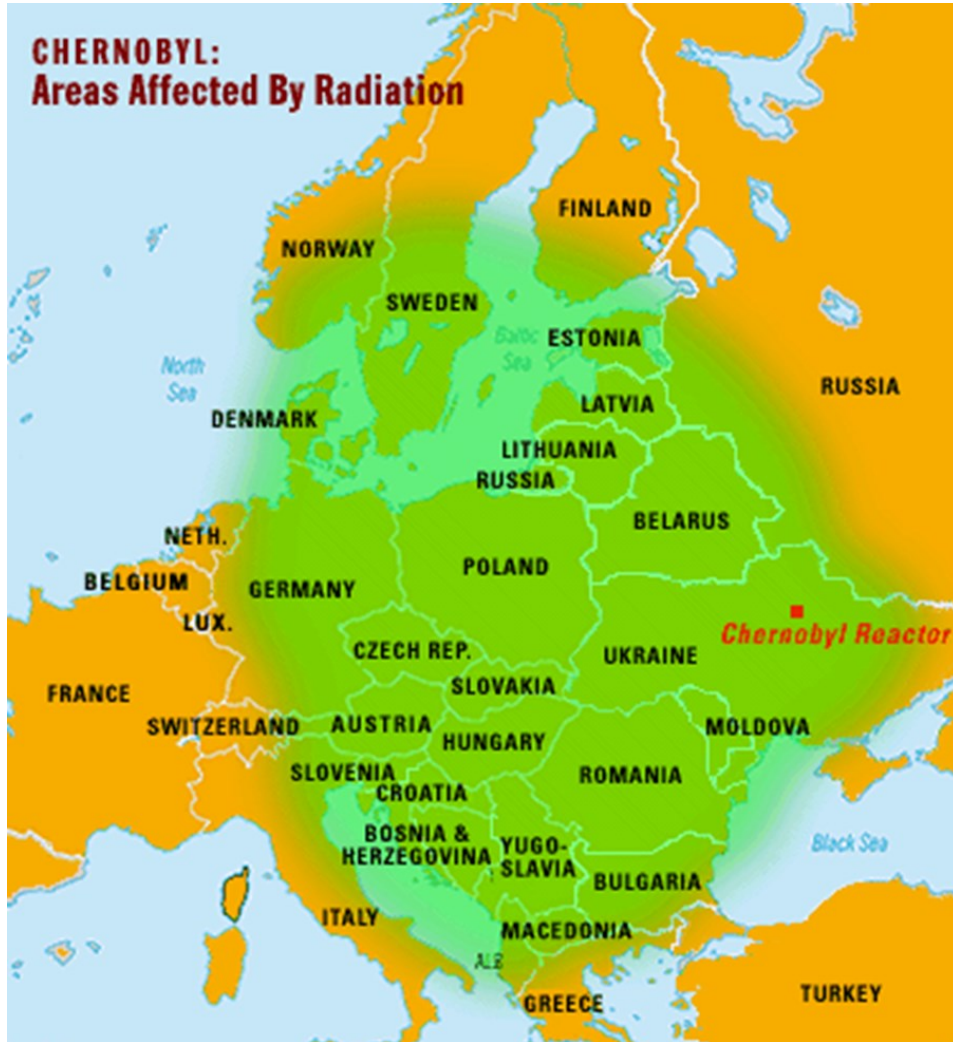 CHERNOBYL:
Areas Affected By Radiation
FINLAND
NORWAY
SWEDEN
Baltic
Sea
ESTONIA
North
Sea
RUSSIA
LATVIA
DENMARK
LITHUANIA
RUSSIA
BELARUS
NETH.
POLAND
BELGIUM
GERMANY
LUX.
Chernobyl Reactor
CZECH REP.
UKRAINE
SLOVAKIA
FRANCE
SWITZERLAND
AUSTRIA
MOLDOVA
HUNGARY
SLOVENIA
ROMANIA
CROATIA
BOSNIA &
HERZEGOVINA
YUGO-
SLAVIA
Black Sea
BULGARIA
ITALY
MACEDONIA
ALB
TURKEY
GREECE